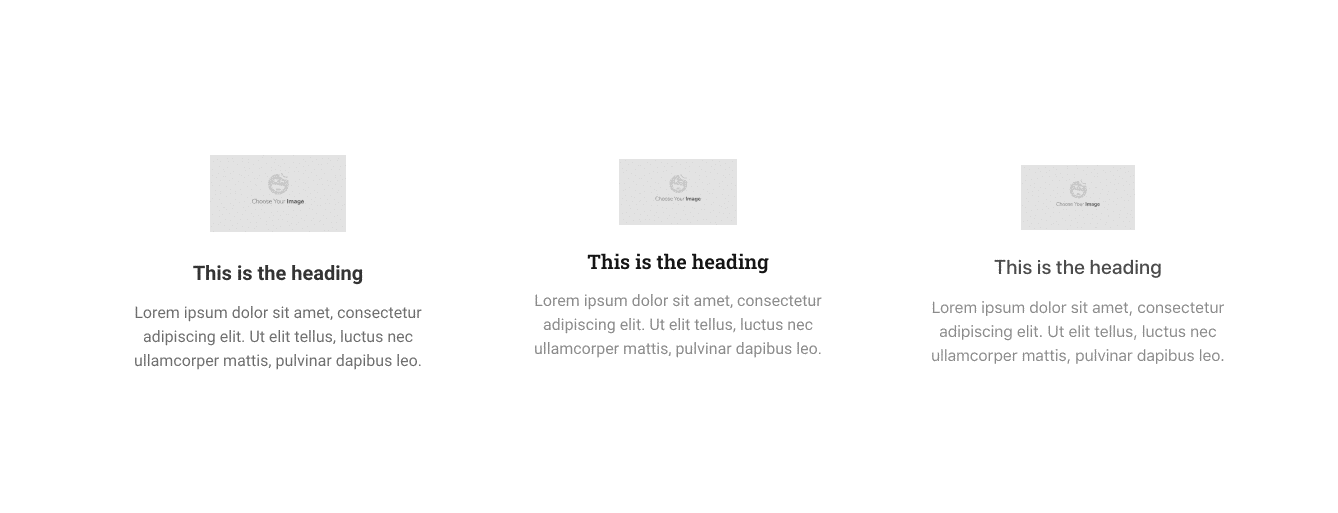 Choose Your Image
This is the heading
Lorem ipsum dolor sit amet, consectetur
adipiscing elit. Ut elit tellus, luctus nec
ullamcorper mattis, pulvinar dapibus leo.
Choose Your Image
This is the heading
Lorem ipsum dolor sit amet, consectetur
adipiscing elit. Ut elit tellus, luctus nec
ullamcorper mattis, pulvinar dapibus leo.
Choose Your Image
This is the heading
Lorem ipsum dolor sit amet, consectetur
adipiscing elit. Ut elit tellus, luctus nec
ullamcorper mattis, pulvinar dapibus leo.